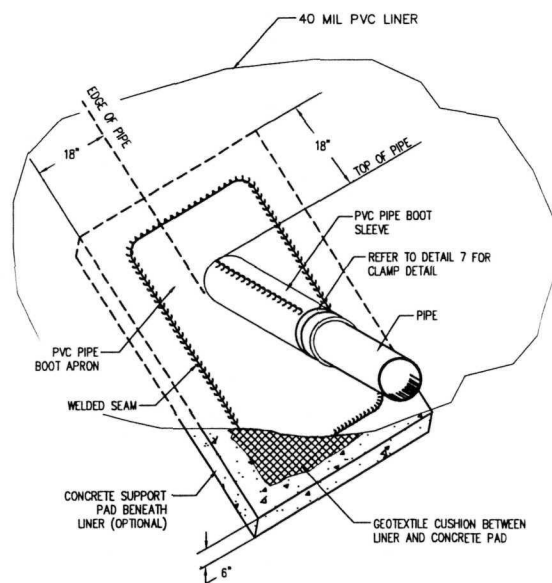 40 MIL PVC LINER
EDGE OF PIPE
18"
18"
TOP OF PIPE
PVC PIPE BOOT
SLEEVE
REFER TO DETAIL 7 FOR
CLAMP DETAIL
PIPE
PVC PIPE
BOOT APRON
WELDED SEAM
CONCRETE SUPPORT
PAD BENEATH
LINER (OPTIONAL)
GEOTEXTILE CUSHION BETWEEN
LINER AND CONCRETE PAD
6"